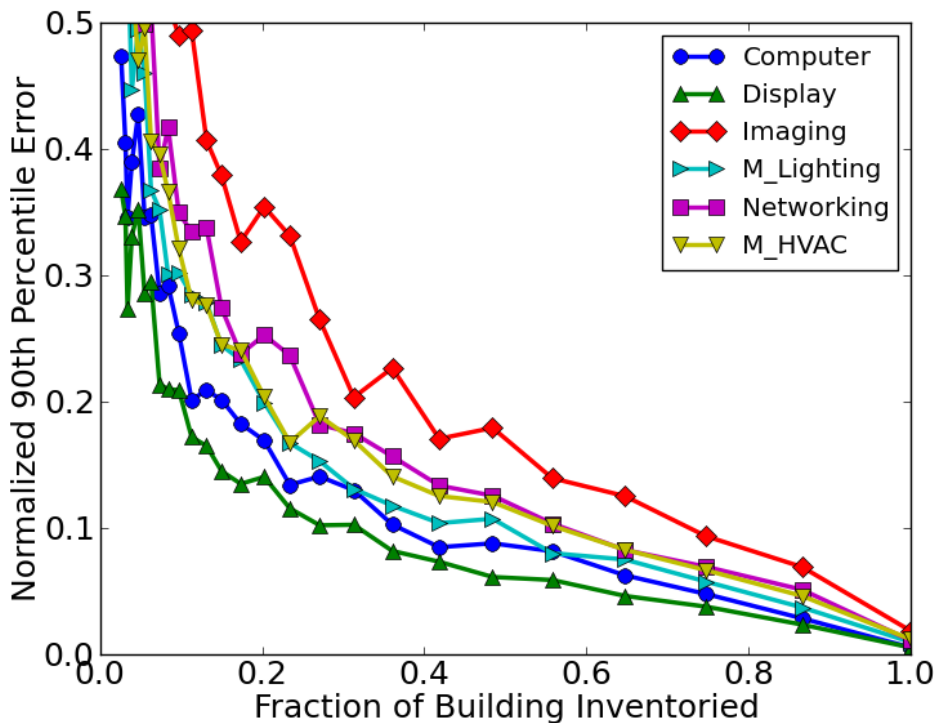 0.5
0.4
0.3
0.2
0.1
0.0
Normalized 90th Percentile Error
Computer
Display
Imaging
M_Lighting
Networking
M_HVAC
0.0 0.2 0.4 0.6 0.8 1.0
Fraction of Building Inventoried